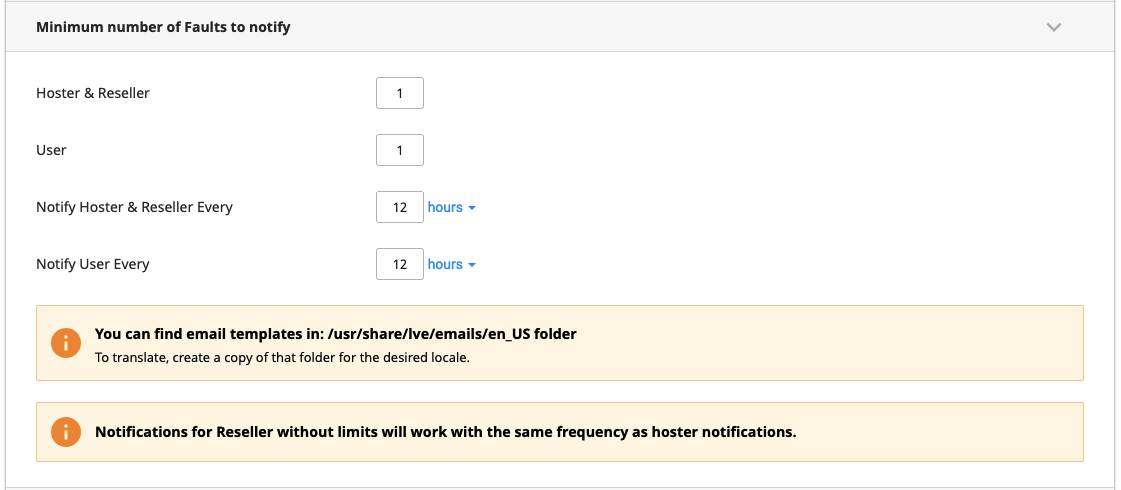 Minimum number of Faults to notify
Hoster & Reseller 1
User 1
Notify Hoster & Reseller Every 12 hours
Notify User Every 12 hours
You can find email templates in: /usr/share/lve/emails/en_US folder
To translate, create a copy of that folder for the desired locale.
Notifications for Reseller without limits will work with the same frequency as hoster notifications.